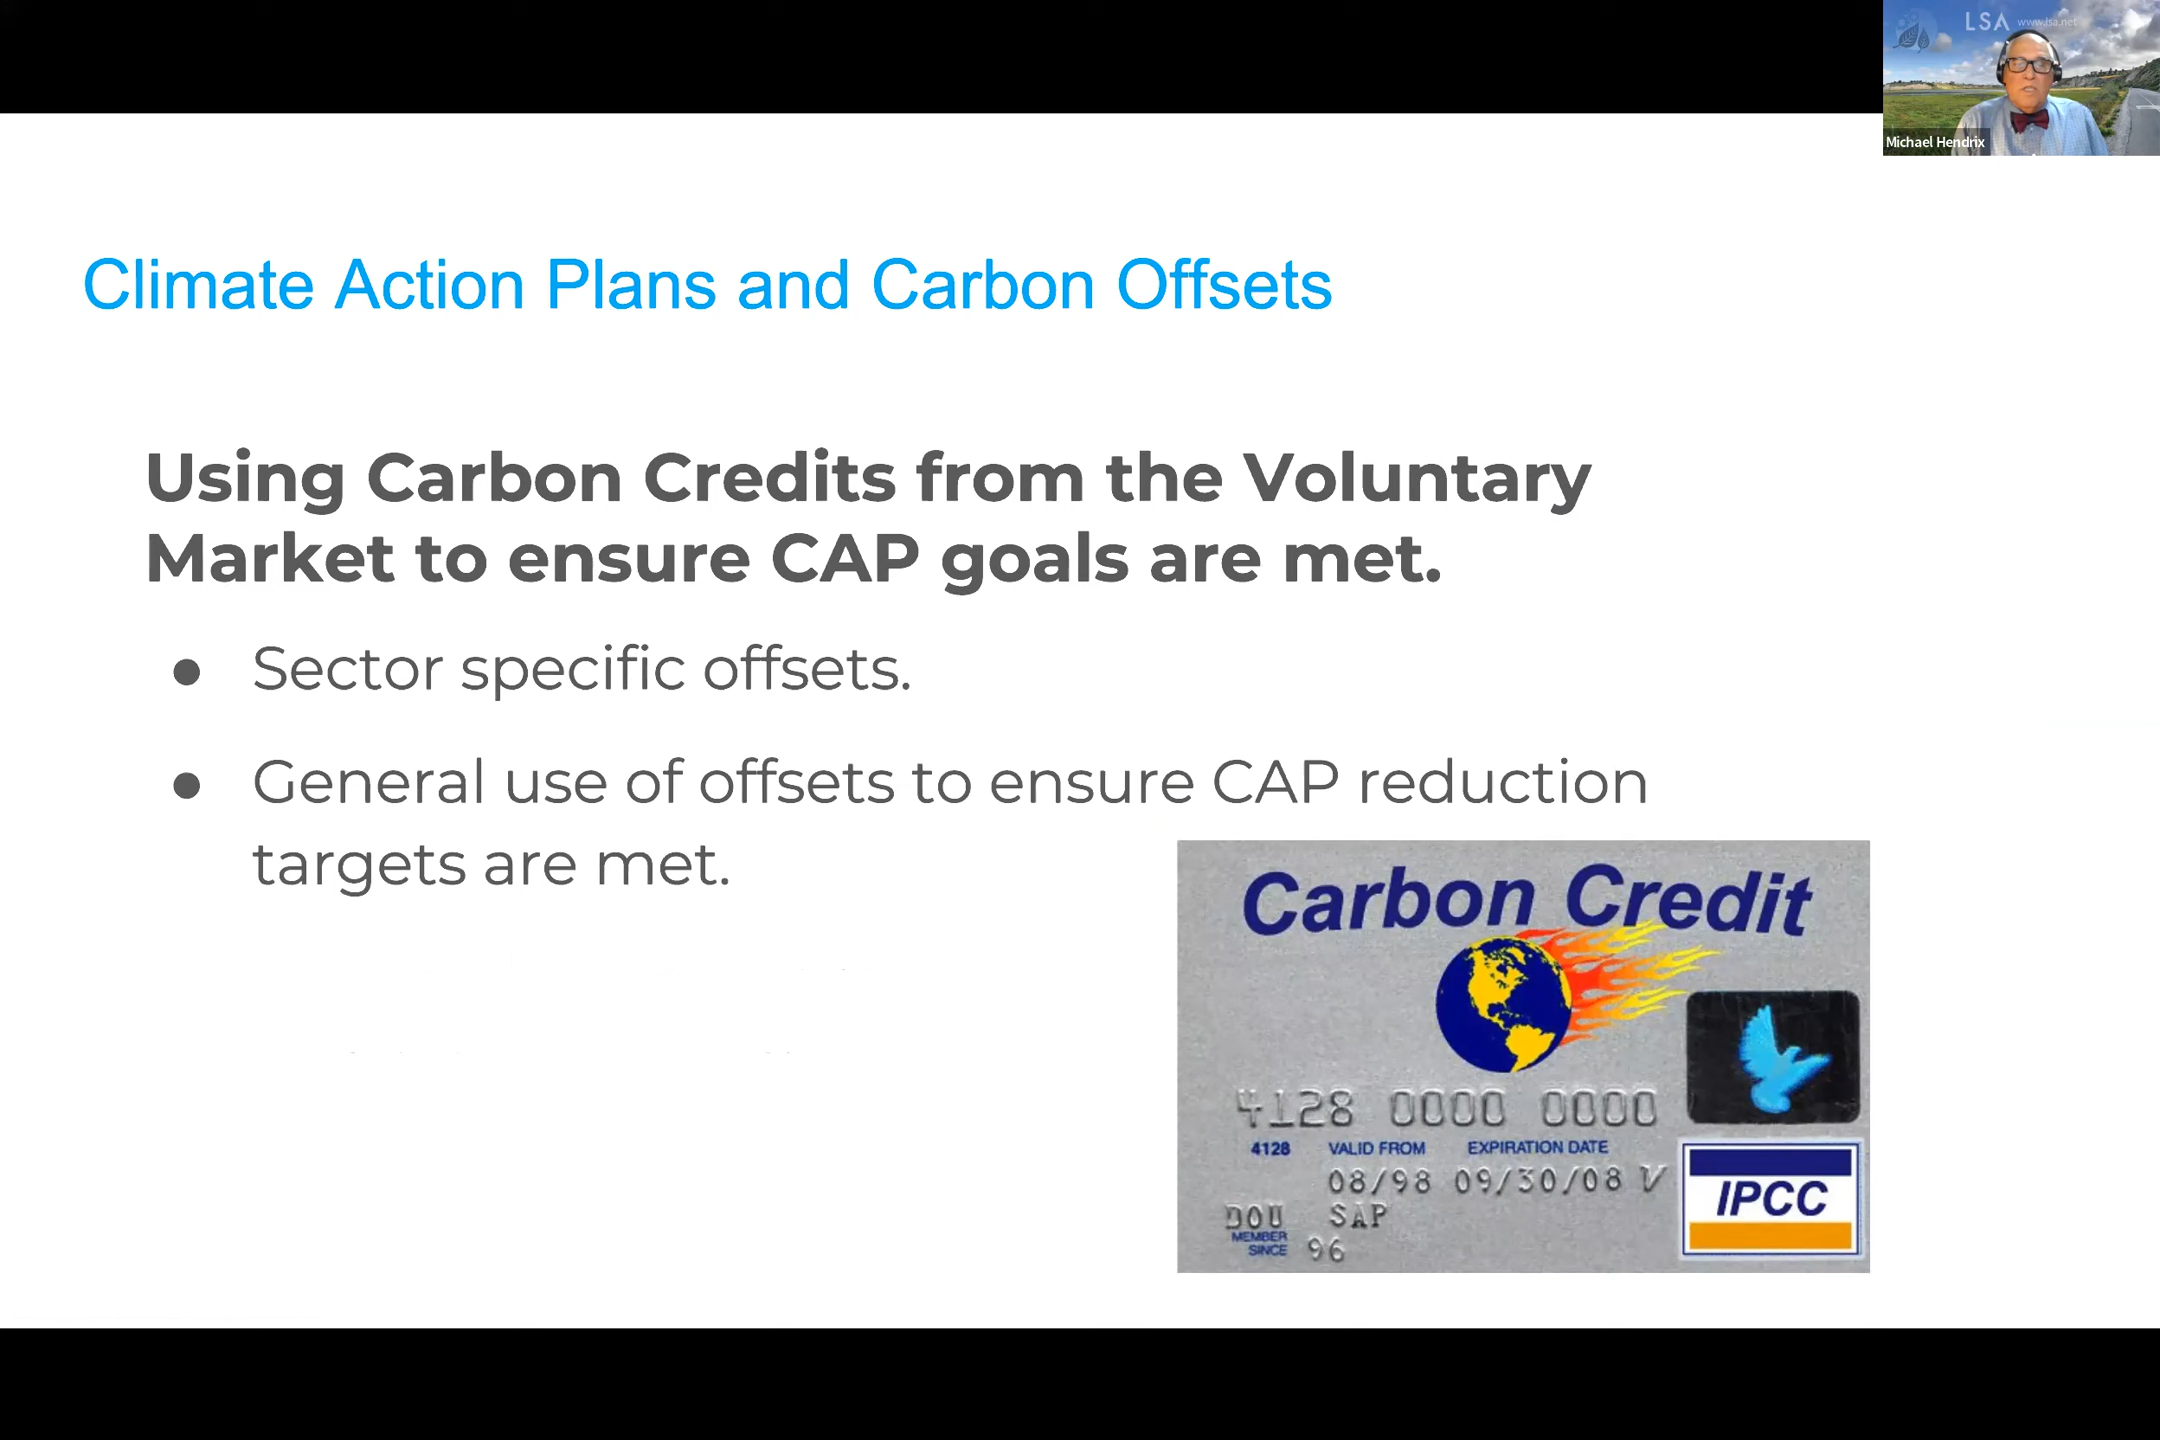 LSA www.lsa.net
Michael Hendrix
Climate Action Plans and Carbon Offsets
Using Carbon Credits from the Voluntary
Market to ensure CAP goals are met.
● Sector specific offsets.
● General use of offsets to ensure CAP reduction
targets are met.
Carbon Credit
4128 0000 0000
4128 VALID FROM EXPIRATION DATE
08/98 09/30/08 V
IPCC
DOU SAP
MEMBER
SINCE 96